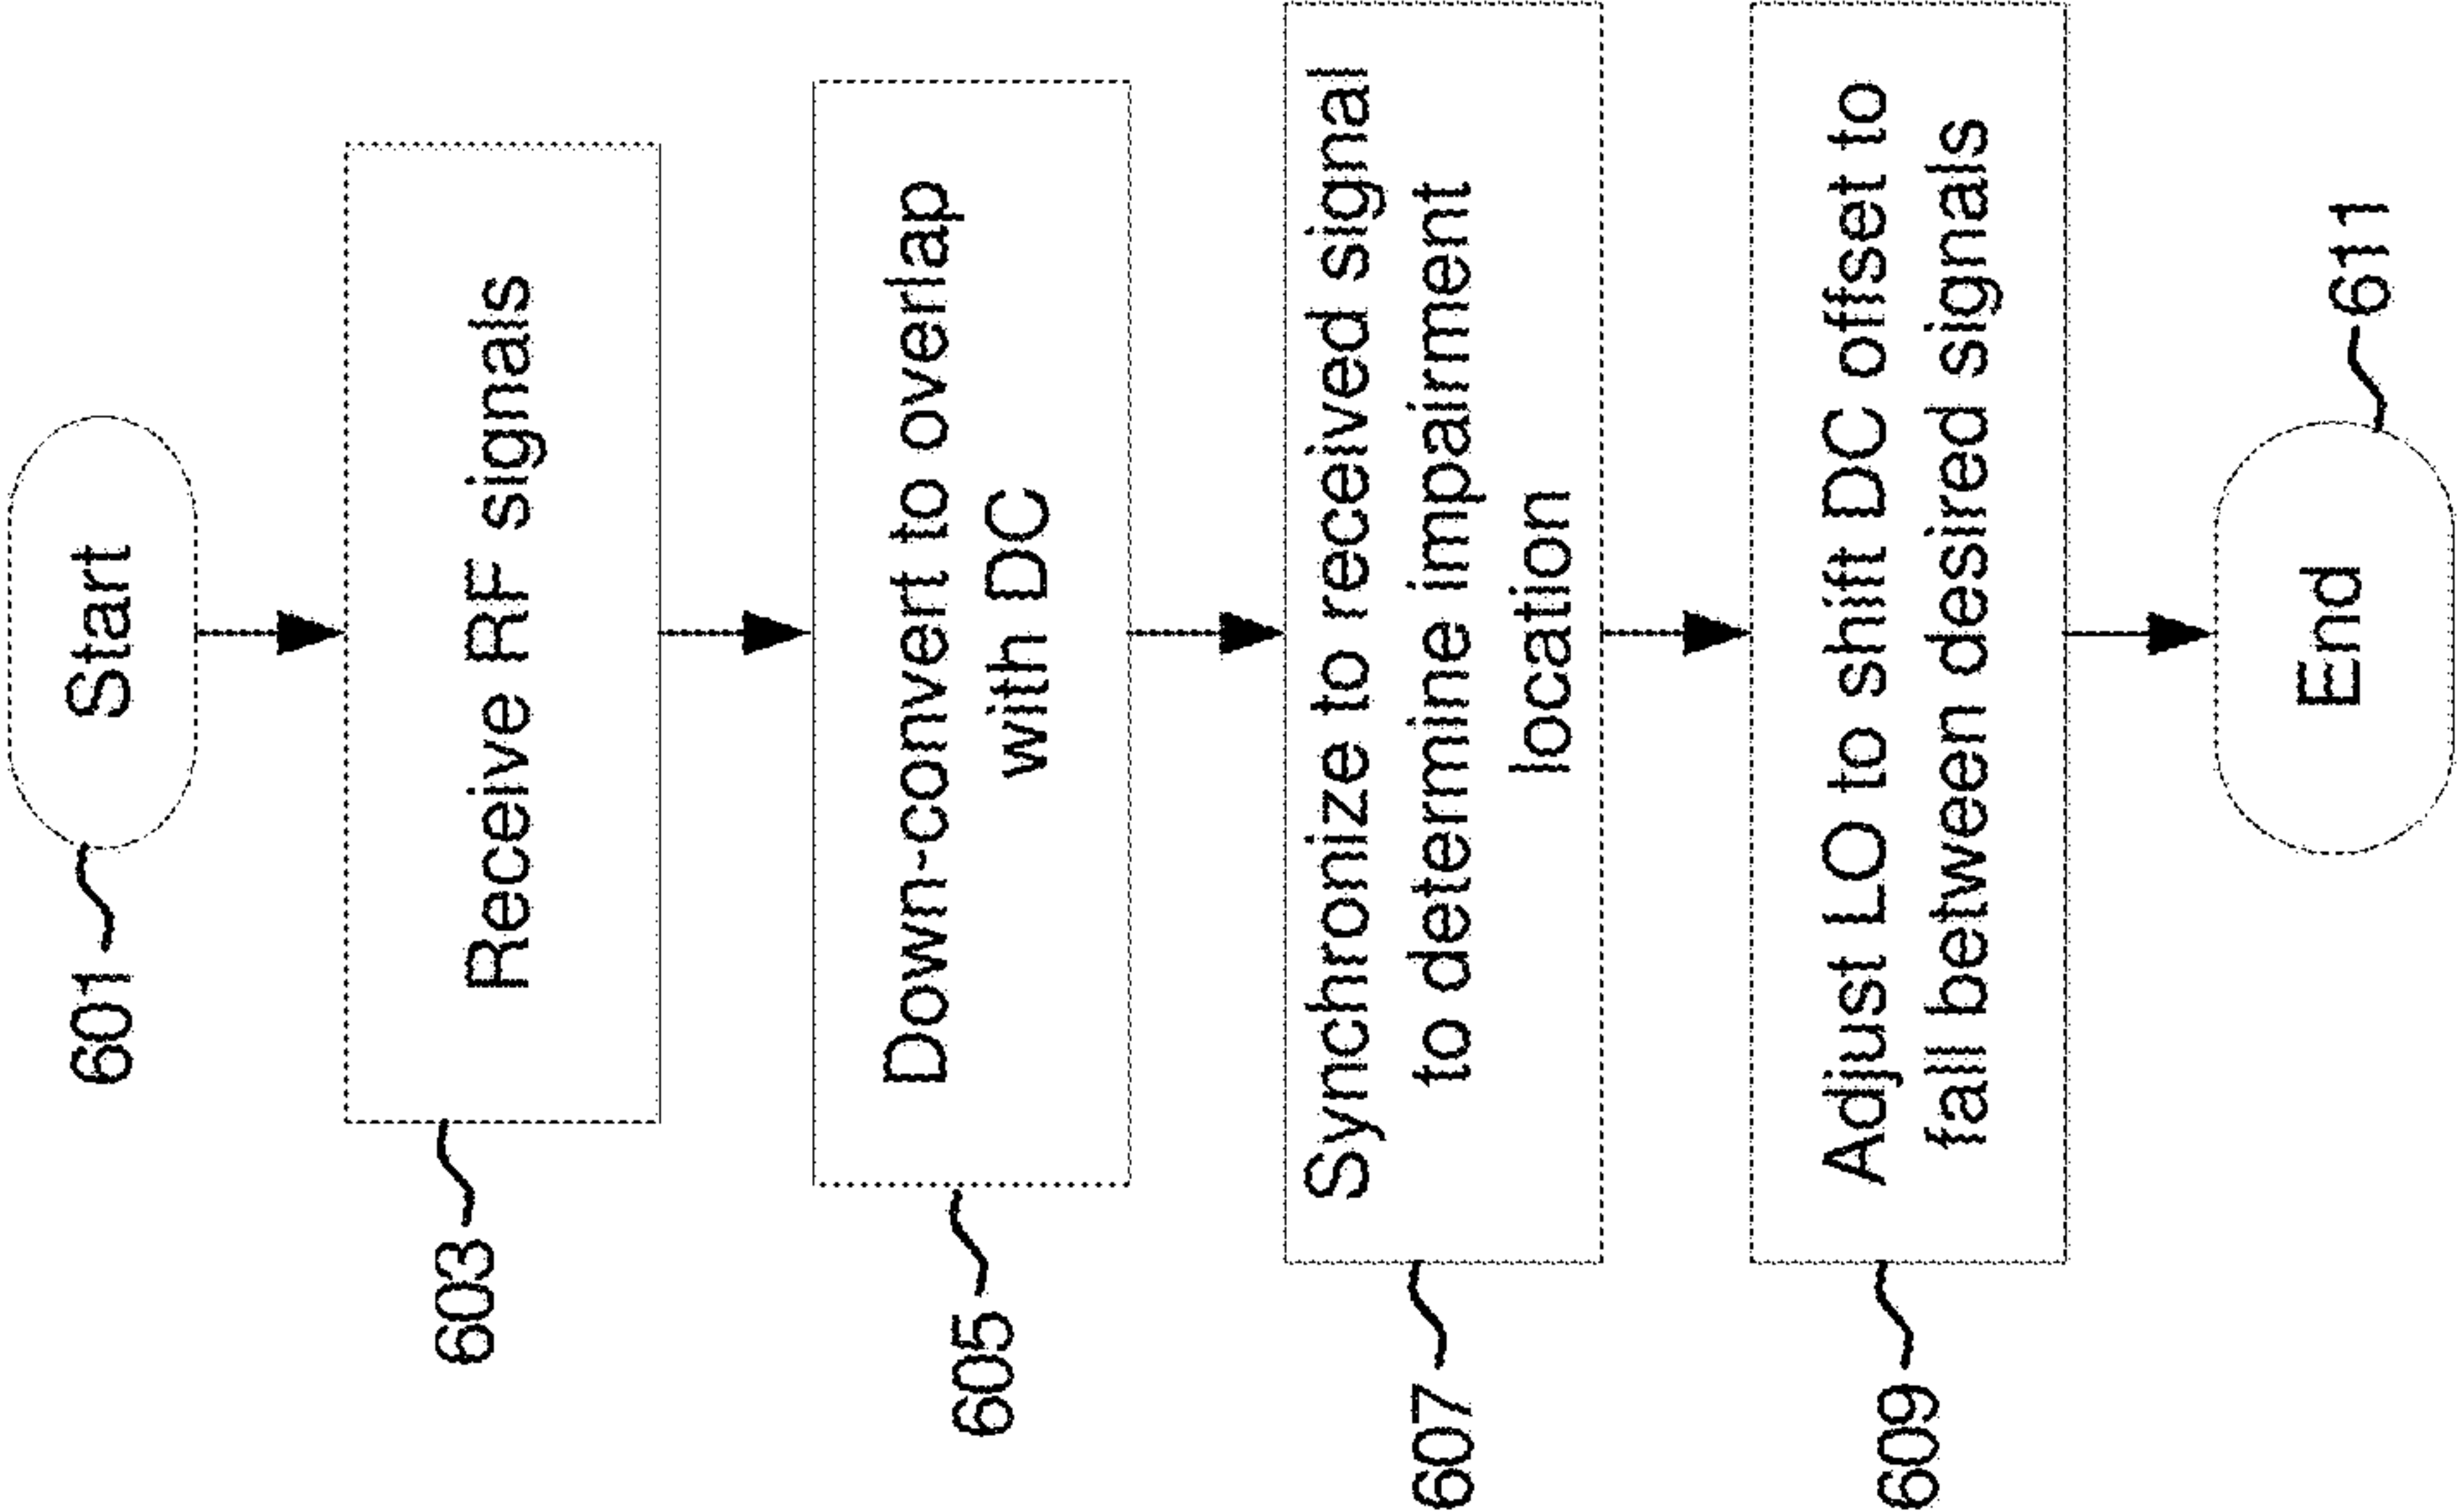 601
Start
603
Receive RF signals
605
Down-convert to overlap
with DC
607
Synchronize to received signal
to determine impairment
location
609
Adjust LO to shift DC offset to
fall between desired signals
End
611